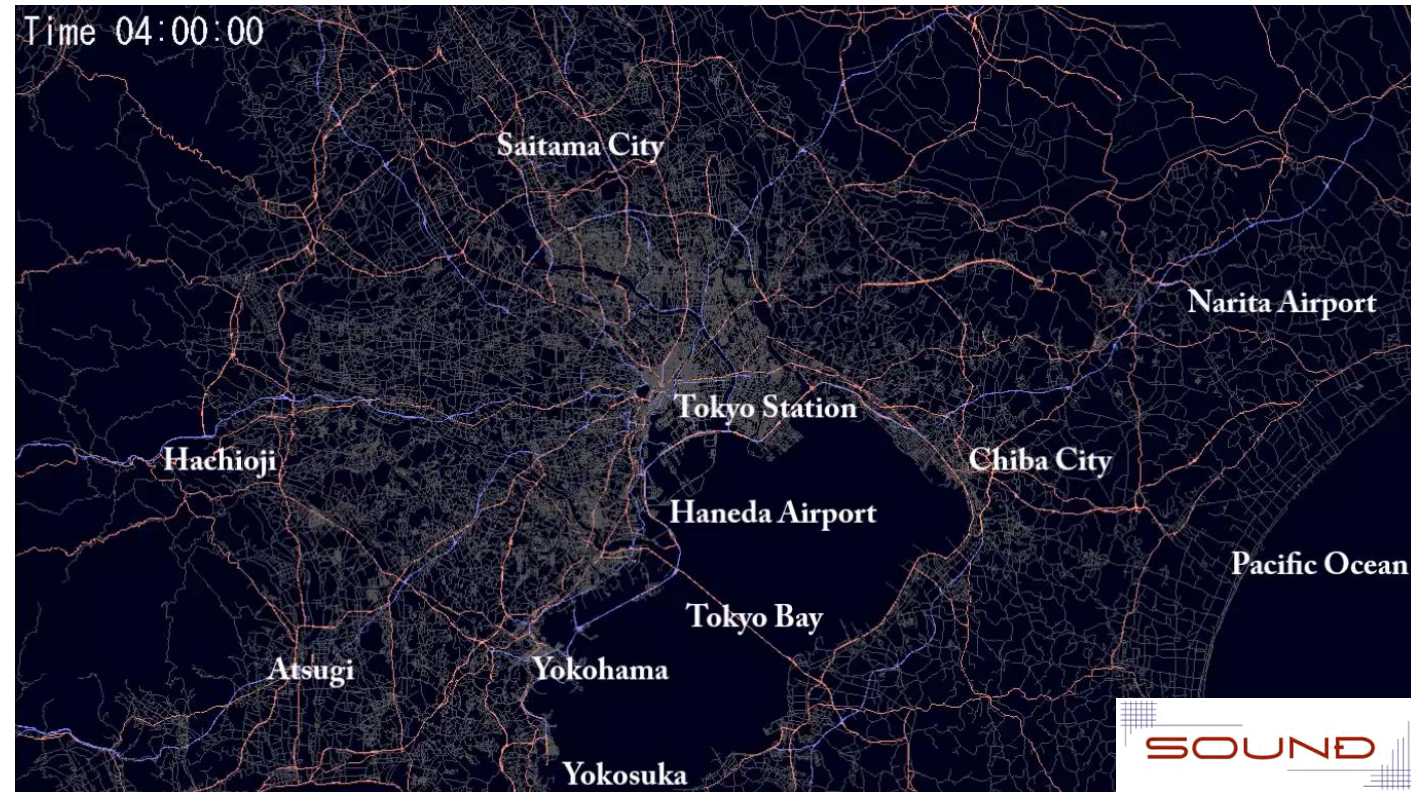 Time 04:00:00
Saitama City
Narita Airport
Tokyo Station
Hachioji
Chiba City
Haneda Airport
Pacific Ocean
Tokyo Bay
Atsugi
Yokohama
SOUND
Yokosuka